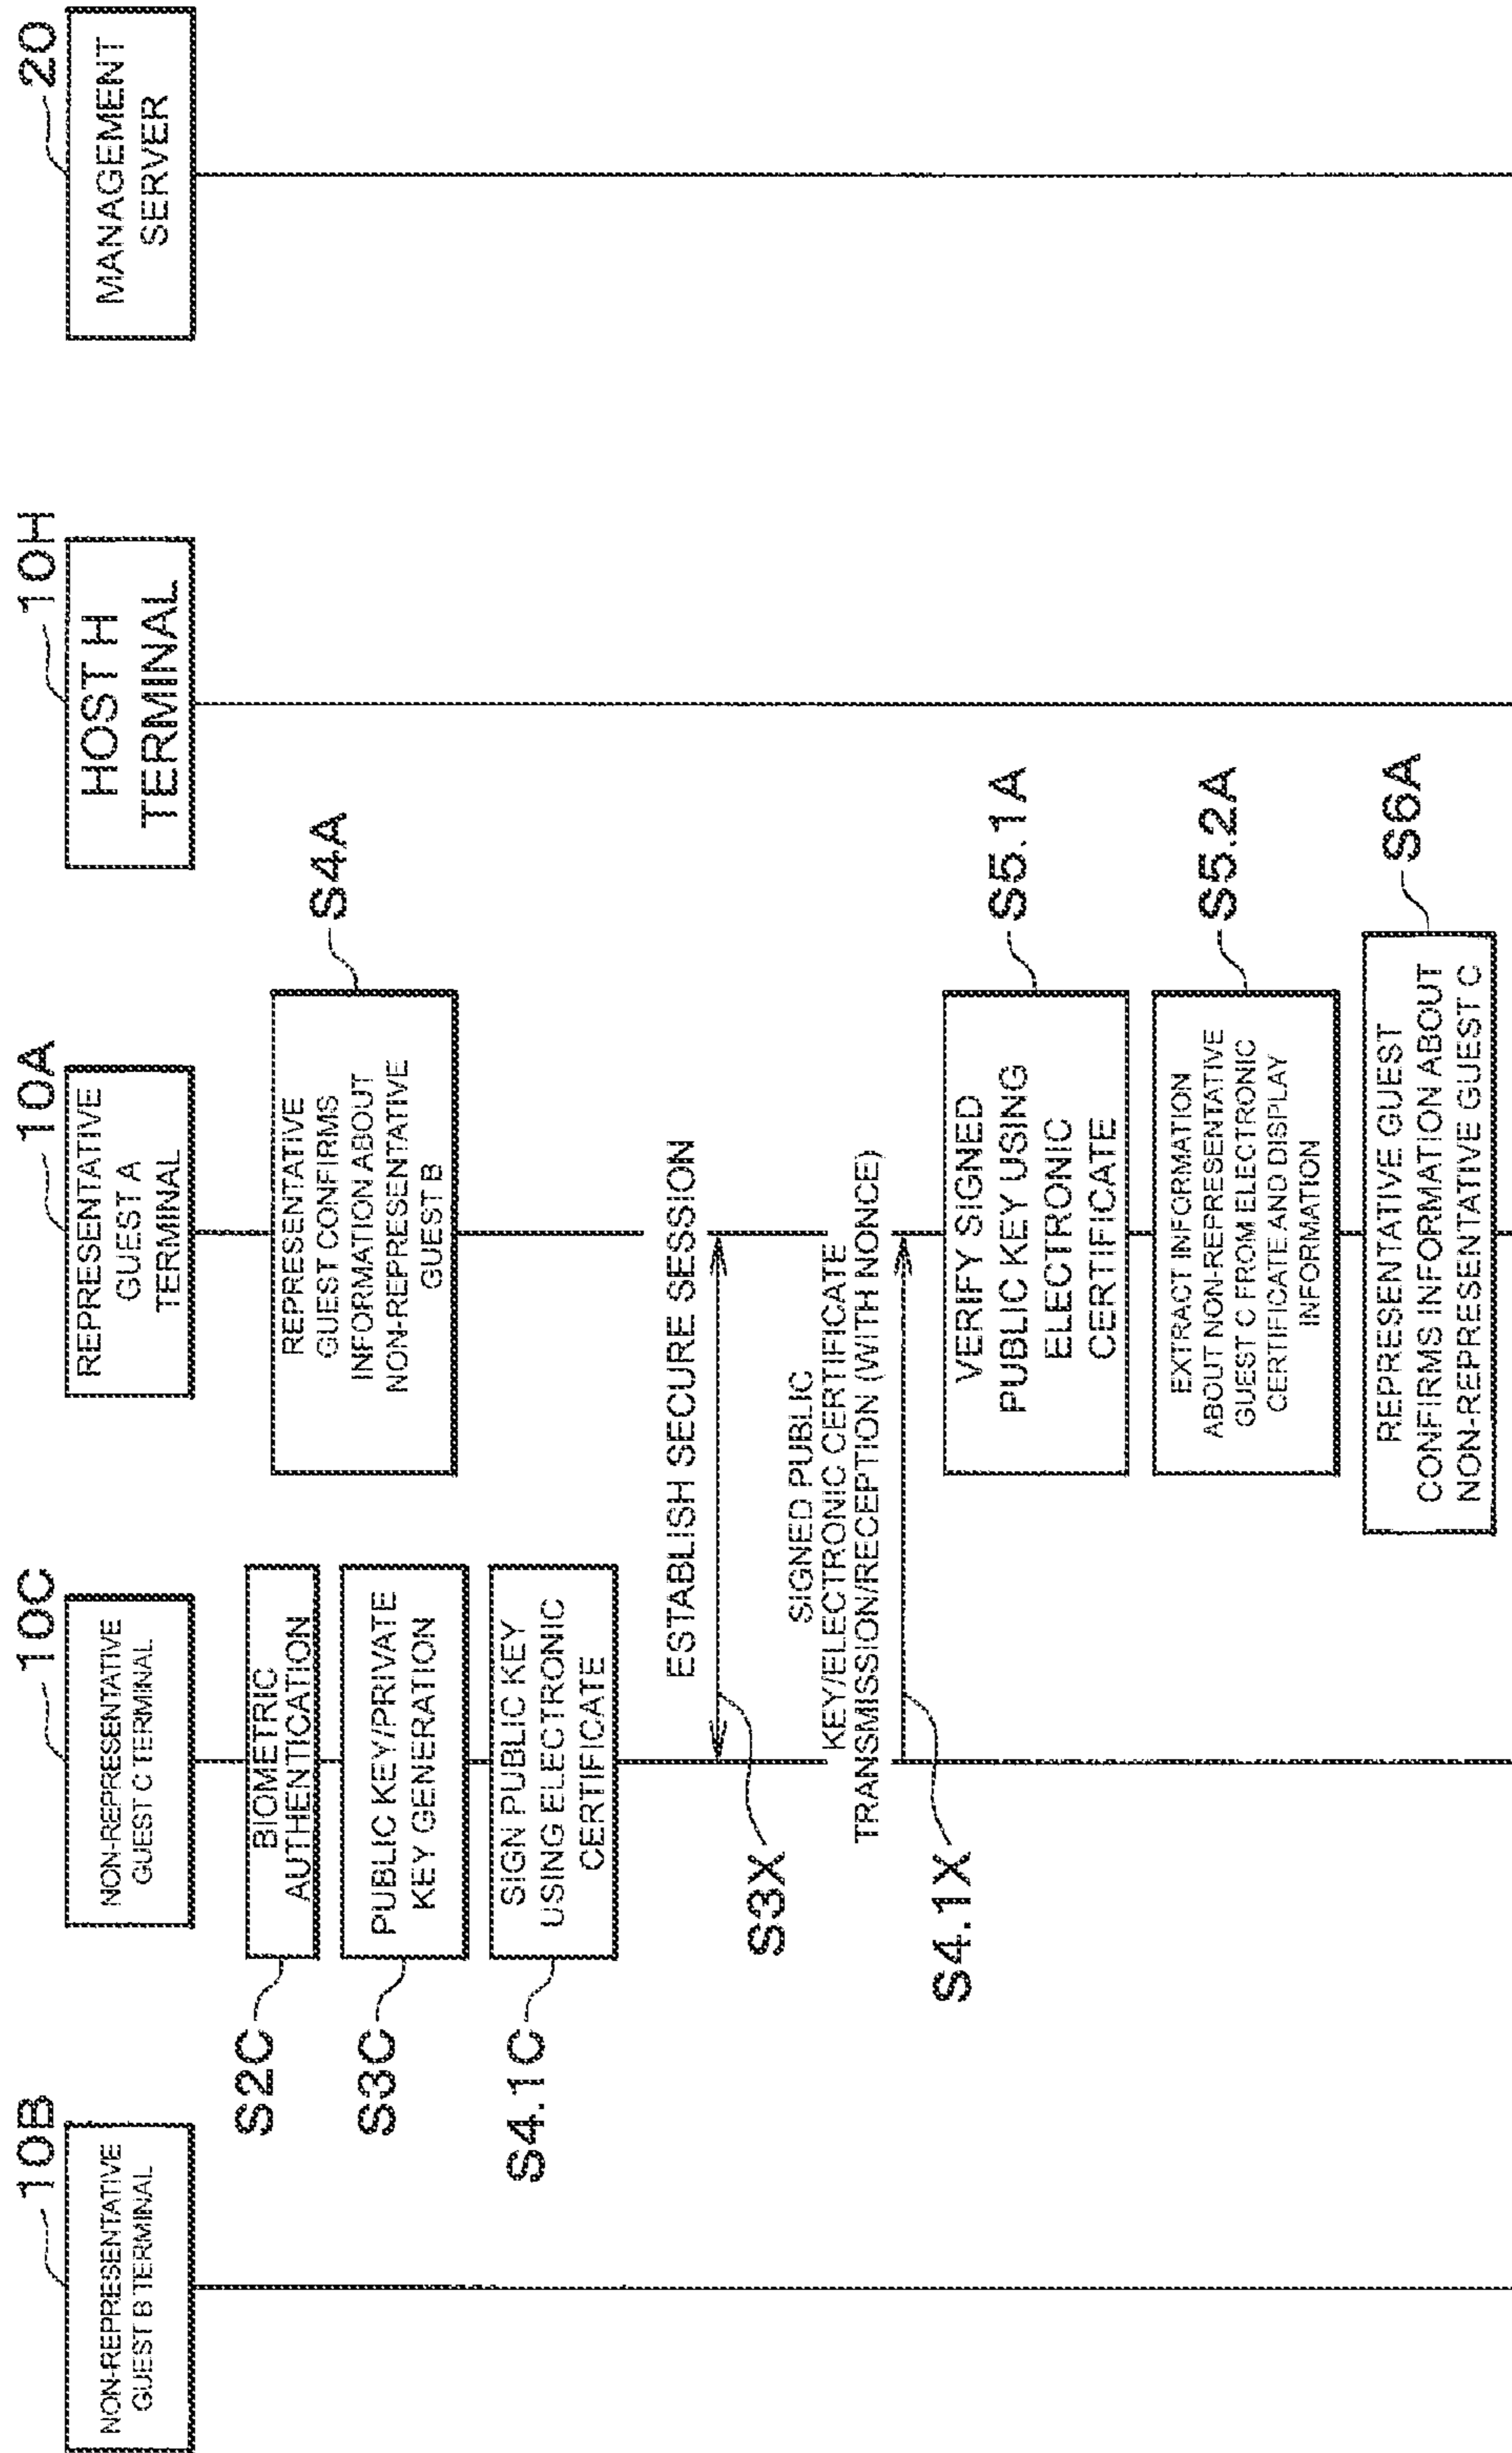 10B
NON-REPRESENTATIVE
GUEST B TERMINAL
10C
NON-REPRESENTATIVE
GUEST C TERMINAL
10A
REPRESENTATIVE
GUEST A
TERMINAL
10H
HOST H
TERMINAL
20
MANAGEMENT
SERVER
S2C
BIOMETRIC
AUTHENTICATION
S3C
PUBLIC KEY/PRIVATE
KEY GENERATION
S4.1C
SIGN PUBLIC KEY
USING ELECTRONIC
CERTIFICATE
REPRESENTATIVE
GUEST CONFIRMS
INFORMATION ABOUT
NON-REPRESENTATIVE
GUEST B
S4A
ESTABLISH SECURE SESSION
S3X
SIGNED PUBLIC
KEY/ELECTRONIC CERTIFICATE
TRANSMISSION/RECEPTION (WITH NONCE)
S4.1X
VERIFY SIGNED
PUBLIC KEY USING
ELECTRONIC
CERTIFICATE
S5.1A
EXTRACT INFORMATION
ABOUT NON-REPRESENTATIVE
GUEST C FROM ELECTRONIC
CERTIFICATE AND DISPLAY
INFORMATION
S5.2A
REPRESENTATIVE GUEST
CONFIRMS INFORMATION ABOUT
NON-REPRESENTATIVE GUEST C
S6A